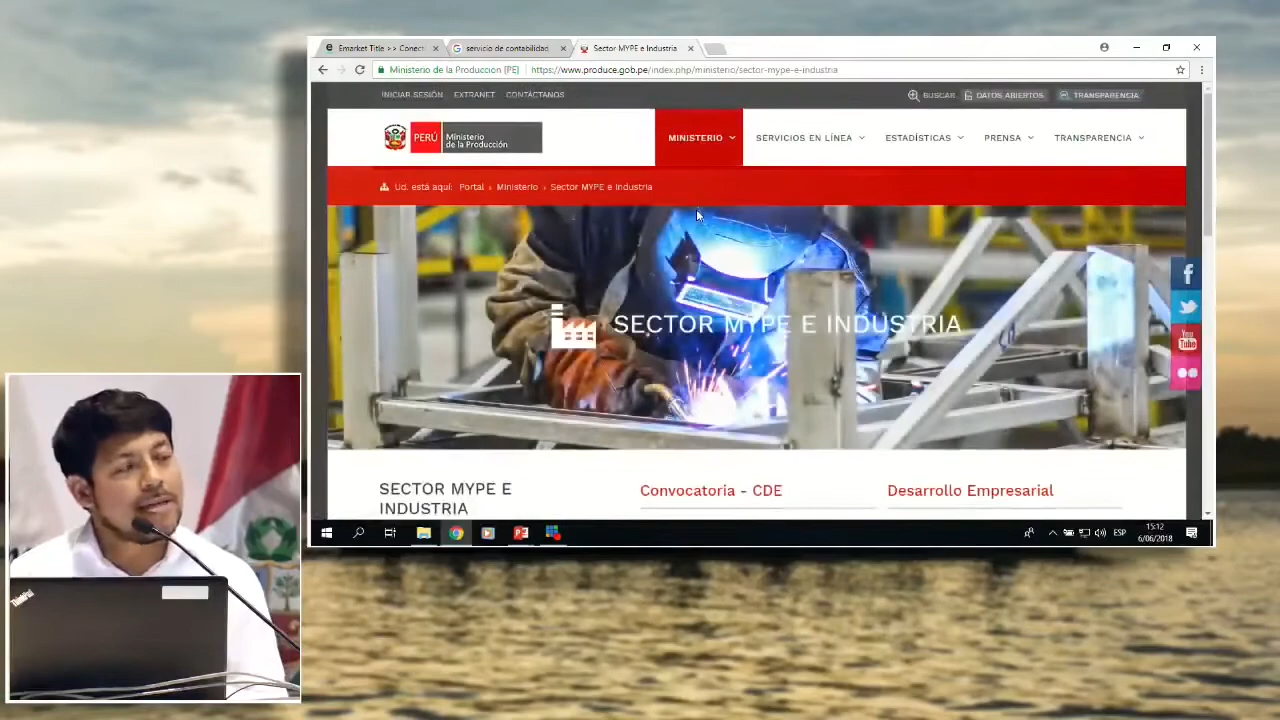 Emarket Title >> Conect
servicio de contabilidad
Sector MYPE e Industria
Ministerio de la Produccion [PE]
https://www.produce.gob.pe/index.php/ministerio/sector-mype-e-industria
INICIAR SESIÓN
EXTRANET
CONTÁCTANOS
BUSCAR
DATOS ABIERTOS
TRANSPARENCIA
PERÚ
Ministerio
de la Producción
MINISTERIO
SERVICIOS EN LÍNEA
ESTADÍSTICAS
PRENSA
TRANSPARENCIA
Ud. está aquí: Portal › Ministerio › Sector MYPE e Industria
SECTOR MYPE E INDUSTRIA
You
Tube
SECTOR MYPE E
INDUSTRIA
Convocatoria - CDE
Desarrollo Empresarial
ESP
15:12
6/06/2018
ThinkPad